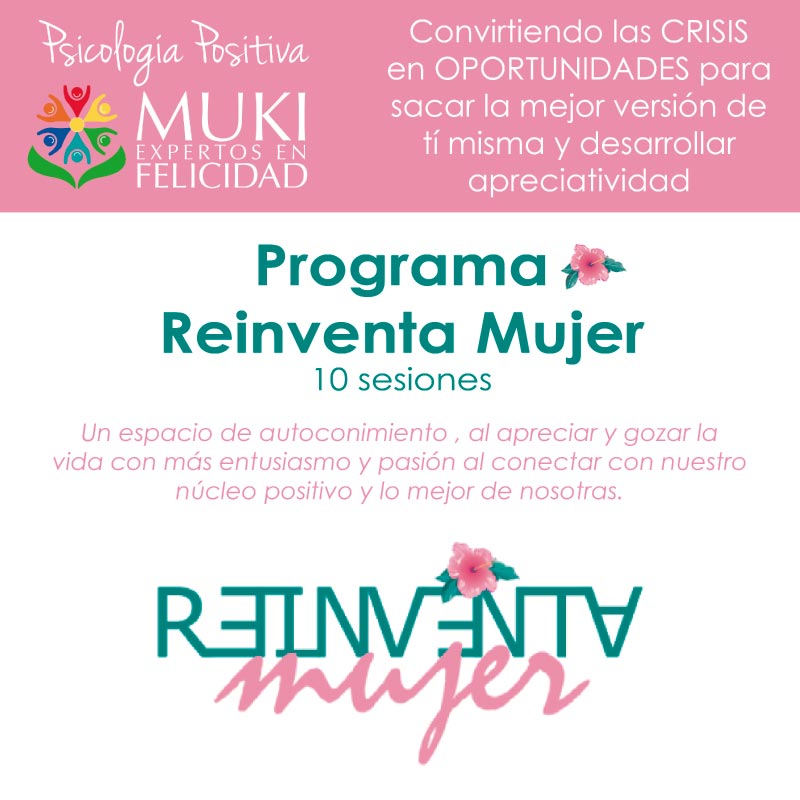 Psicología Positiva
MUKI
EXPERTOS EN
FELICIDAD
Convirtiendo las CRISIS
en OPORTUNIDADES para
sacar la mejor versión de
tí misma y desarrollar
apreciatividad
Programa
Reinventa Mujer
10 sesiones
Un espacio de autoconimiento , al apreciar y gozar la
vida con más entusiasmo y pasión al conectar con nuestro
núcleo positivo y lo mejor de nosotras.
REINVENTA
mujer